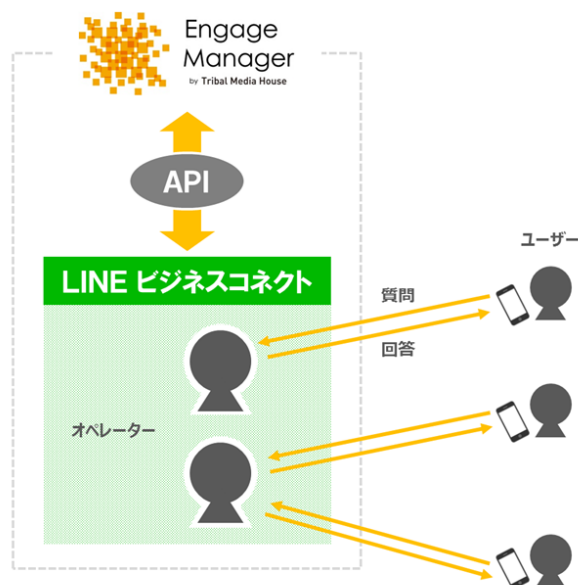 Engage
Manager
by Tribal Media House
API
ユーザー
LINE ビジネスコネクト
質問
回答
オペレーター